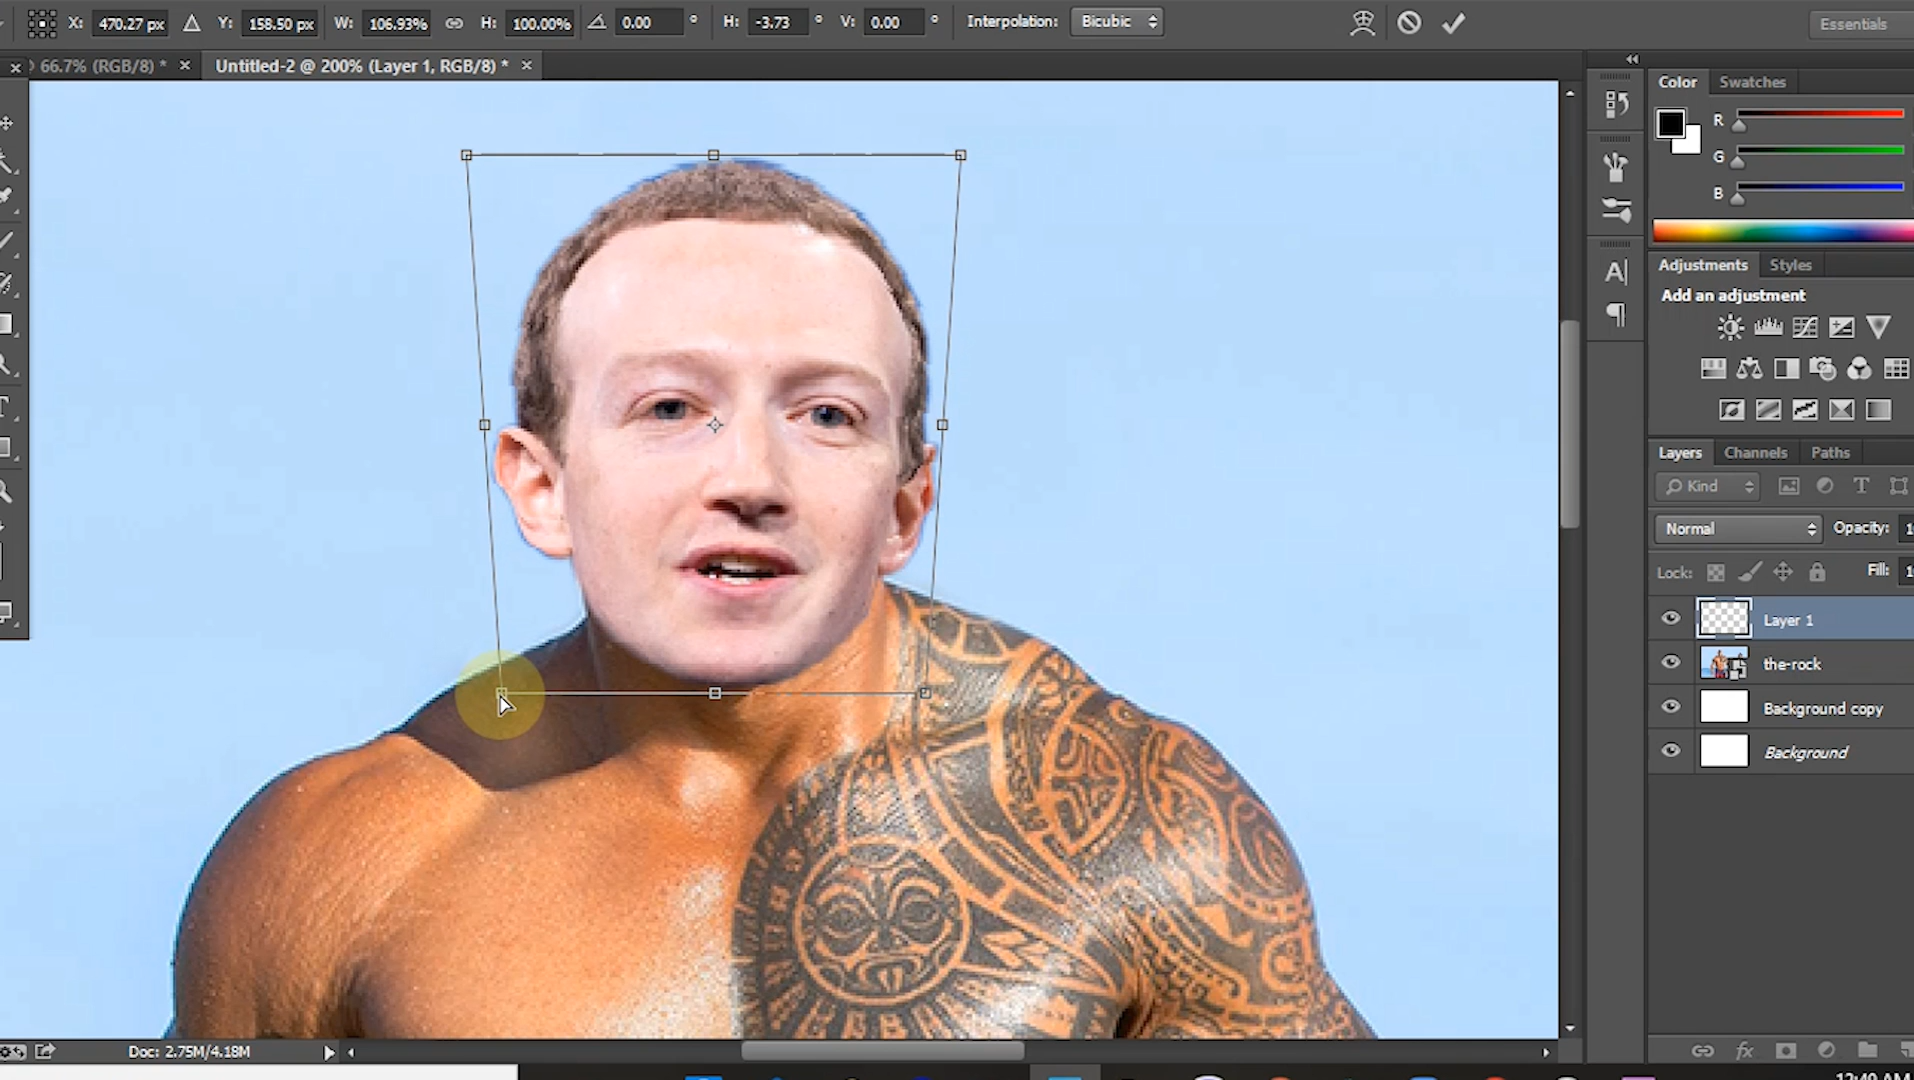 X: 470.27 px Y: 158.50 px W: 106.93% H: 100.00% 0.00 ° H: -3.73 ° V: 0.00 ° Interpolation: Bicubic Essentials
66.7% (RGB/8) * × Untitled-2 @ 200% (Layer 1, RGB/8) * ×
Color Swatches
R
G
B
Adjustments Styles
Add an adjustment
Layers Channels Paths
Kind
Normal Opacity:
Lock: Fill:
Layer 1
the-rock
Background copy
Background
Doc: 2.75M/4.18M